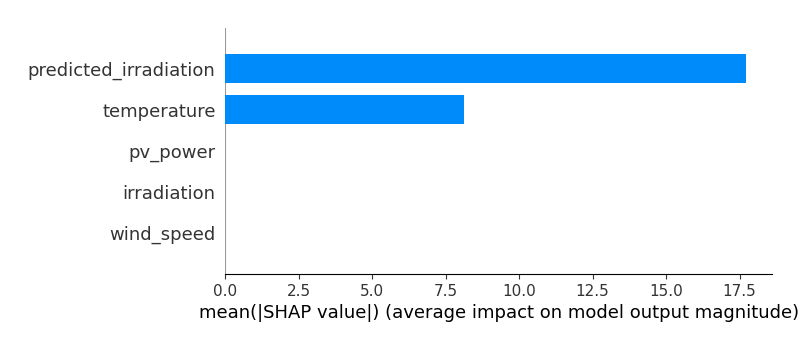 predicted_irradiation
temperature
pv_power
irradiation
wind_speed
0.0 2.5 5.0 7.5 10.0 12.5 15.0 17.5
mean(|SHAP value|) (average impact on model output magnitude)